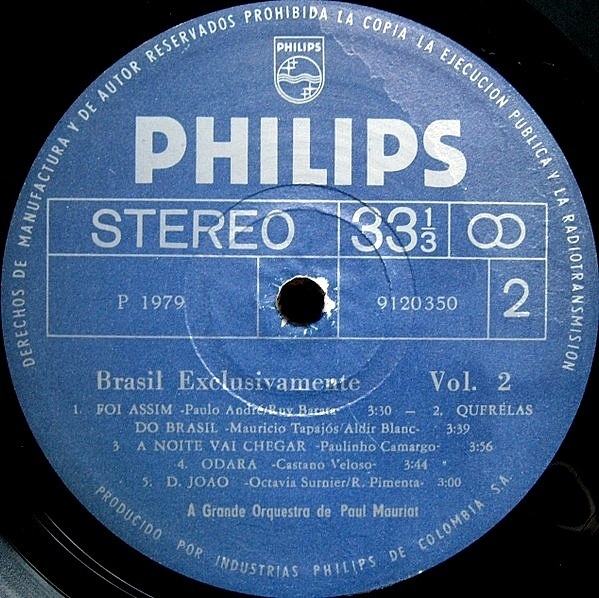 DERECHOS DE MANUFACTURA Y DE AUTOR RESERVADOS PROHIBIDA LA COPIA LA EJECUCION PUBLICA Y LA RADIOTRANSMISION
PHILIPS
PHILIPS
STEREO 33 1/3 ∞
P 1979 9120350 2
Brasil Exclusivamente Vol. 2
1. FOI ASSIM -Paulo André/Ruy Barata- 3:30 — 2. QUERELAS
DO BRASIL -Mauricio Tapajós/Aldir Blanc- 3:39
3 A NOITE VAI CHEGAR -Paulinho Camargo- 3:56
4. ODARA -Castano Veloso- 3:44
5. D. JOAO -Octavia Surnier/R. Pimenta- 3:00
A Grande Orquestra de Paul Mauriat
PRODUCIDO POR INDUSTRIAS PHILIPS DE COLOMBIA S.A.